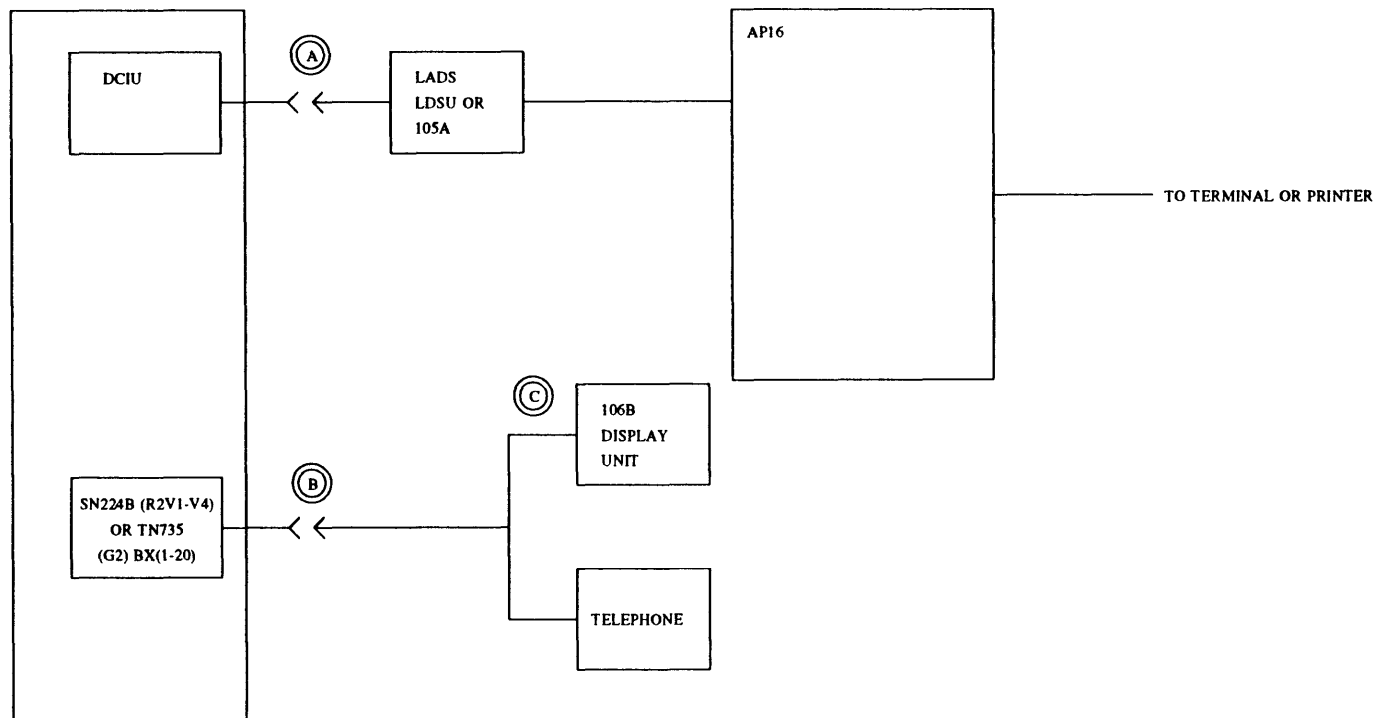 AP16
A
DCIU
LADS
LDSU OR
105A
TO TERMINAL OR PRINTER
C
106B
DISPLAY
UNIT
B
SN224B (R2V1-V4)
OR TN735
(G2) BX(1-20)
TELEPHONE